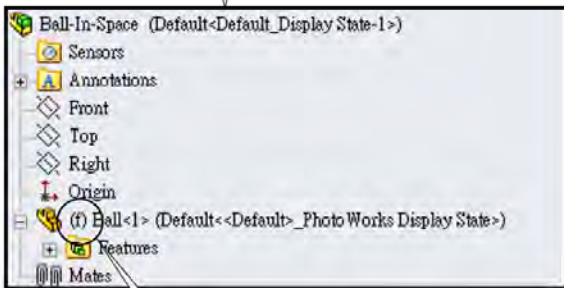 Ball-In-Space (Default<Default_Display State-1>)
Sensors
A Annotations
Front
Top
Right
Origin
(f) Ball<1> (Default<<Default>_PhotoWorks Display State>)
Features
Mates